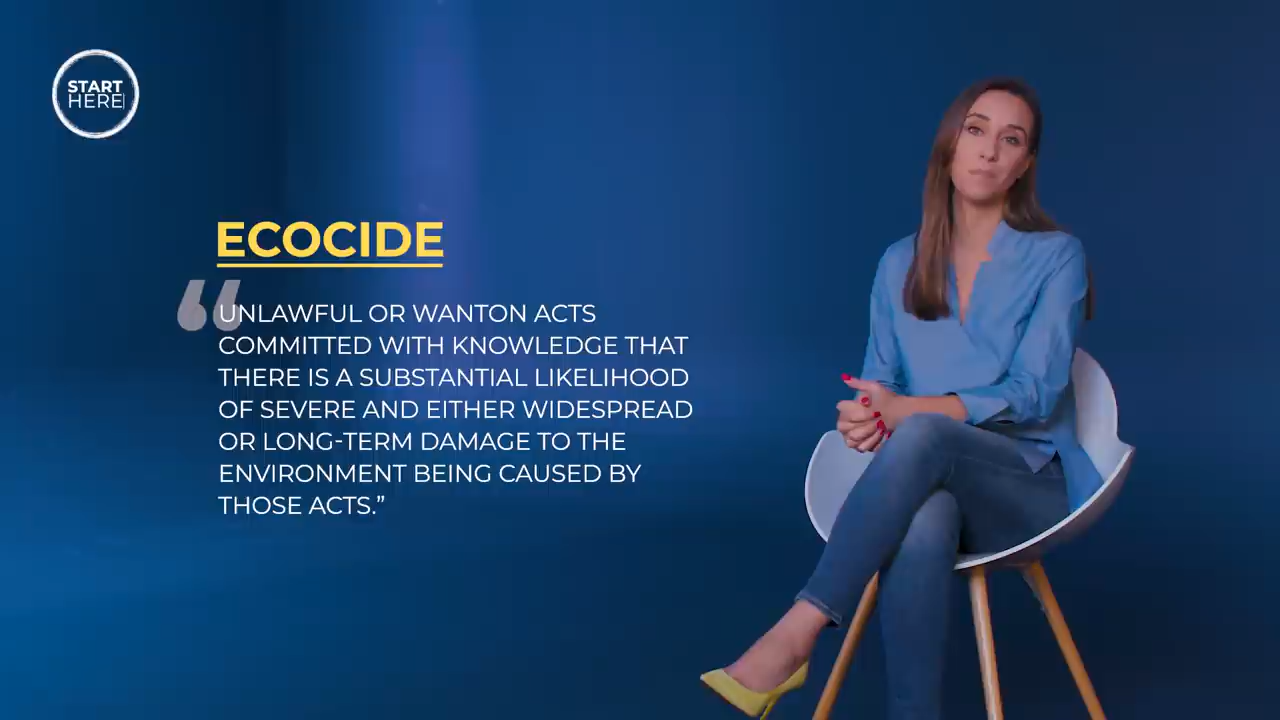 START
HERE
ECOCIDE
“UNLAWFUL OR WANTON ACTS
COMMITTED WITH KNOWLEDGE THAT
THERE IS A SUBSTANTIAL LIKELIHOOD
OF SEVERE AND EITHER WIDESPREAD
OR LONG-TERM DAMAGE TO THE
ENVIRONMENT BEING CAUSED BY
THOSE ACTS.”